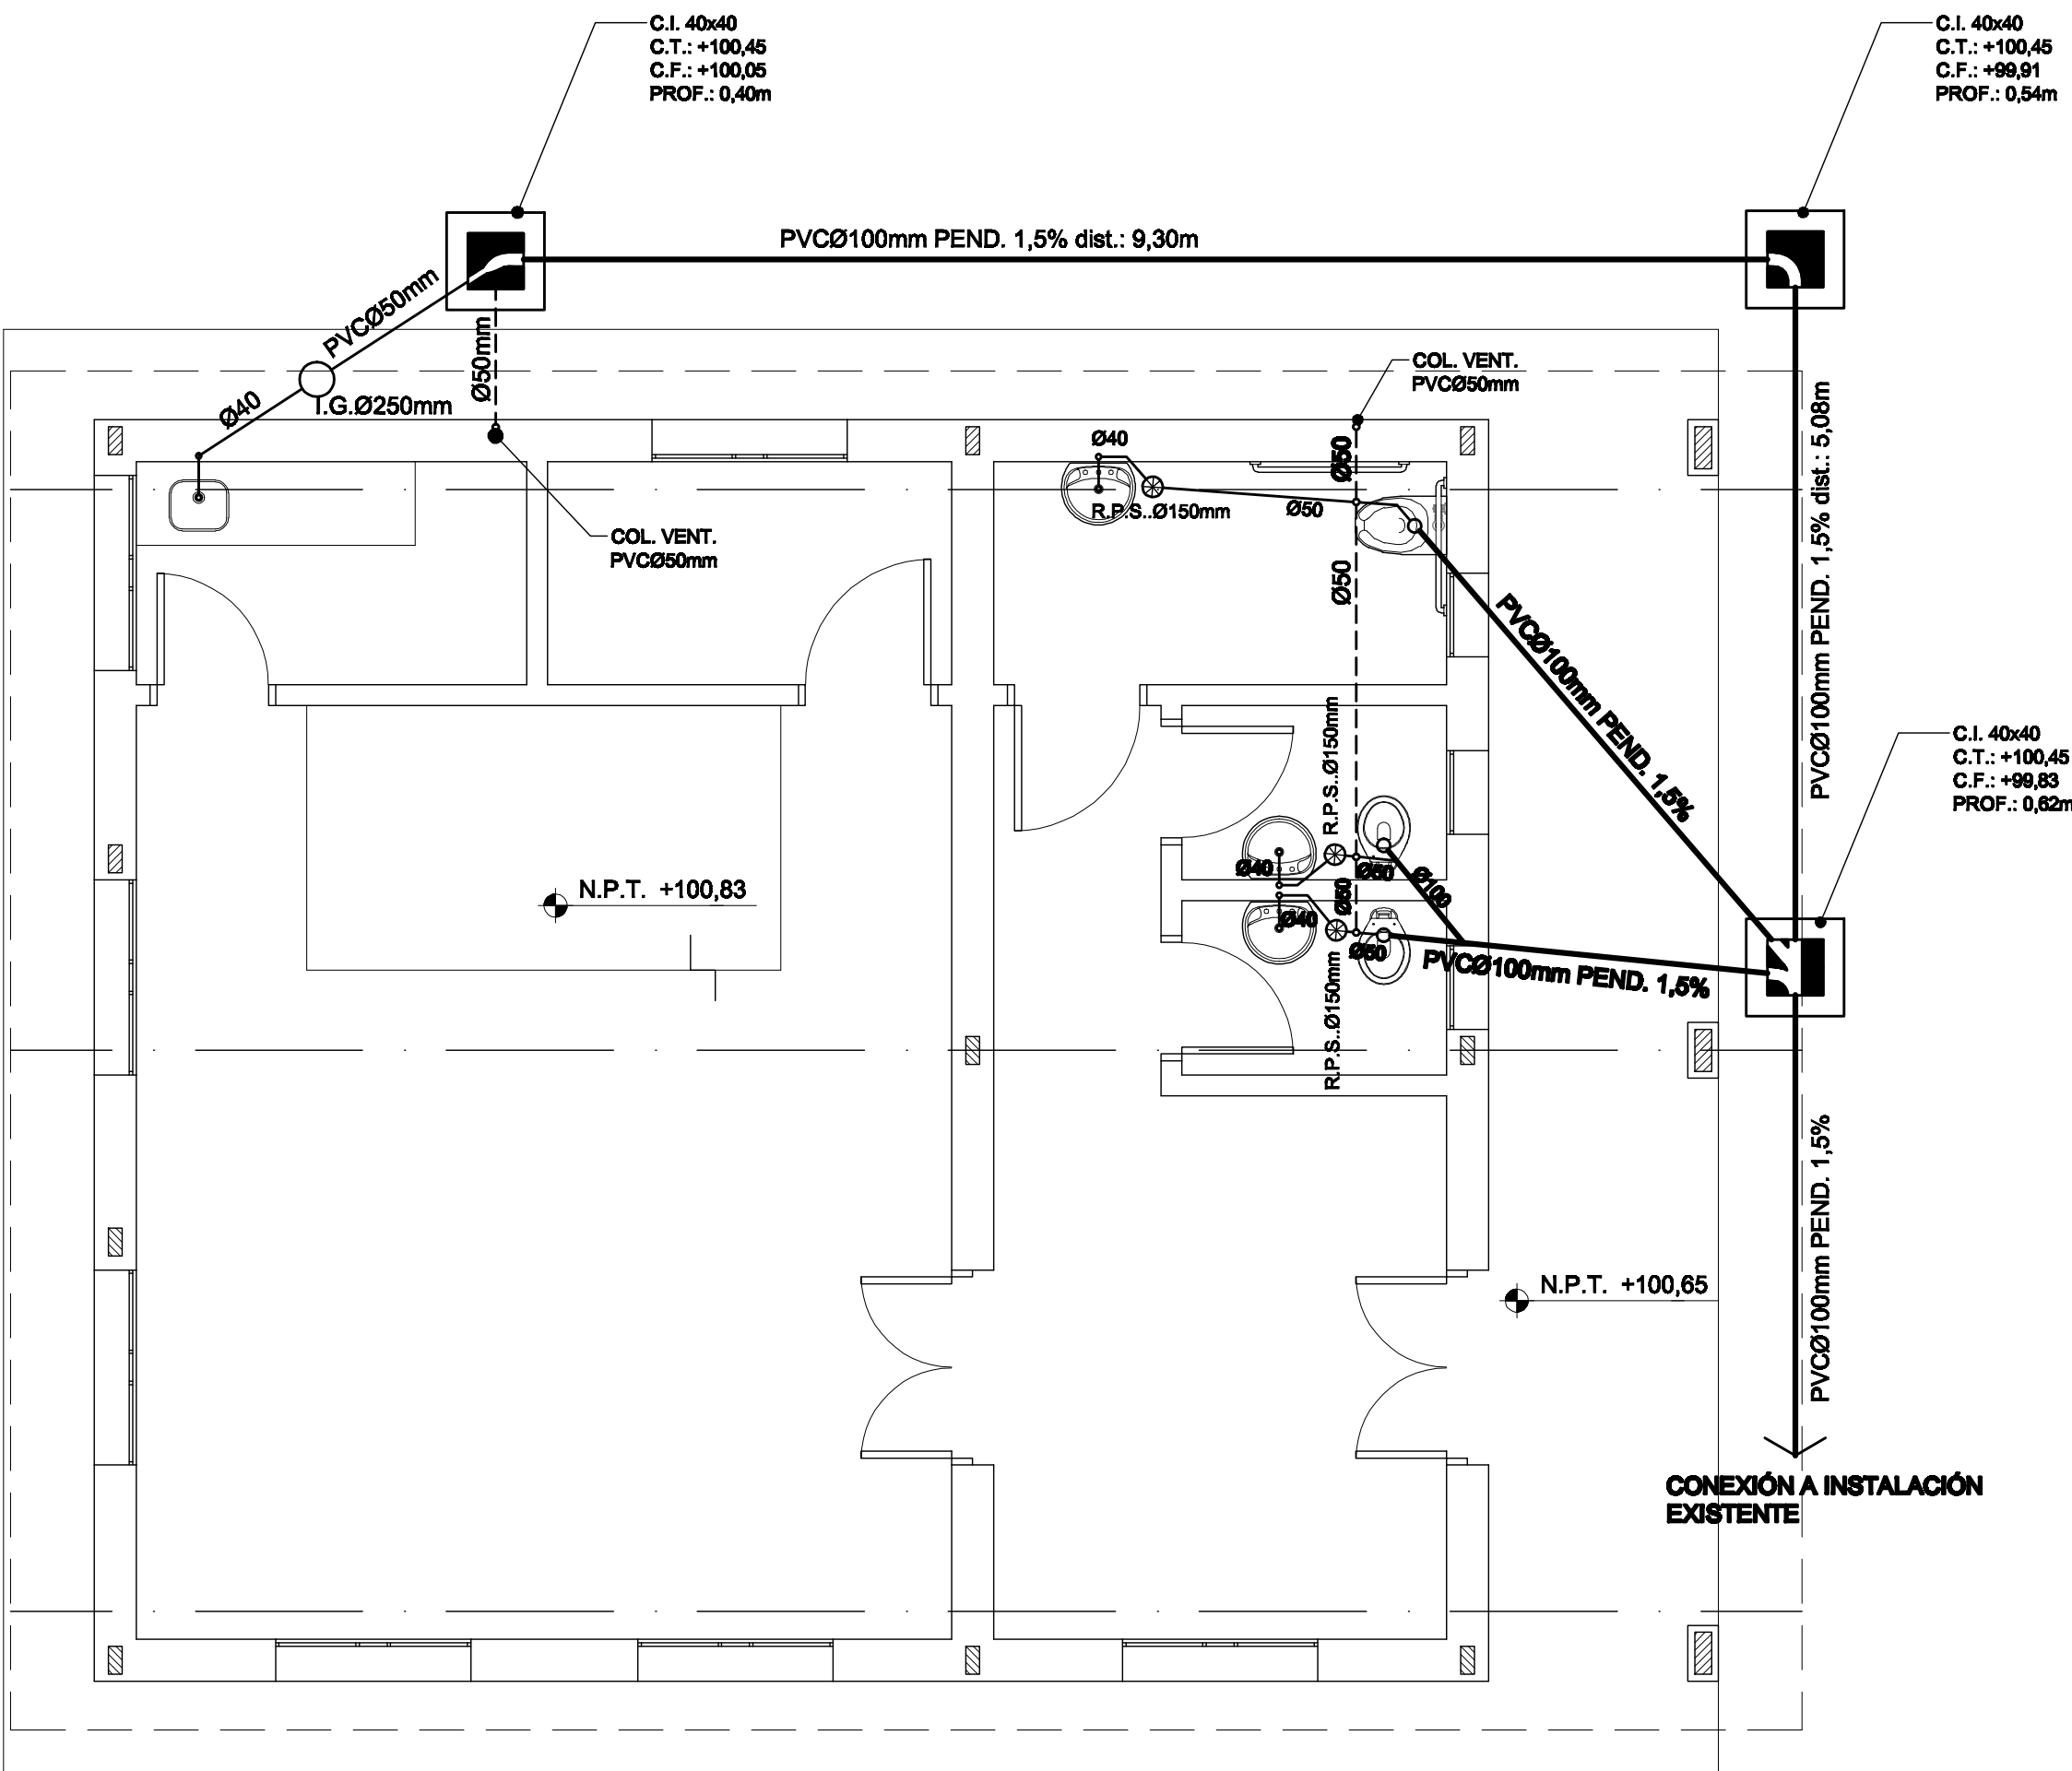 C.I. 40x40
C.T.: +100,45
C.F.: +100,05
PROF.: 0,40m
C.I. 40x40
C.T.: +100,45
C.F.: +99,91
PROF.: 0,54m
PVCØ100mm PEND. 1,5% dist.: 9,30m
PVCØ50mm
Ø50mm
Ø40
I.G.Ø250mm
COL. VENT.
PVCØ50mm
COL. VENT.
PVCØ50mm
Ø40
R.P.S..Ø150mm
Ø50
Ø50
Ø50
PVCØ100mm PEND. 1,5% dist.: 5,08m
PVCØ100mm PEND. 1,5%
C.I. 40x40
C.T.: +100,45
C.F.: +99,83
PROF.: 0,62m
R.P.S..Ø150mm
Ø40
Ø50
Ø100
Ø50
Ø40
Ø50
R.P.S..Ø150mm
PVCØ100mm PEND. 1,5%
N.P.T. +100,83
N.P.T. +100,65
PVCØ100mm PEND. 1,5%
CONEXIÓN A INSTALACIÓN
EXISTENTE